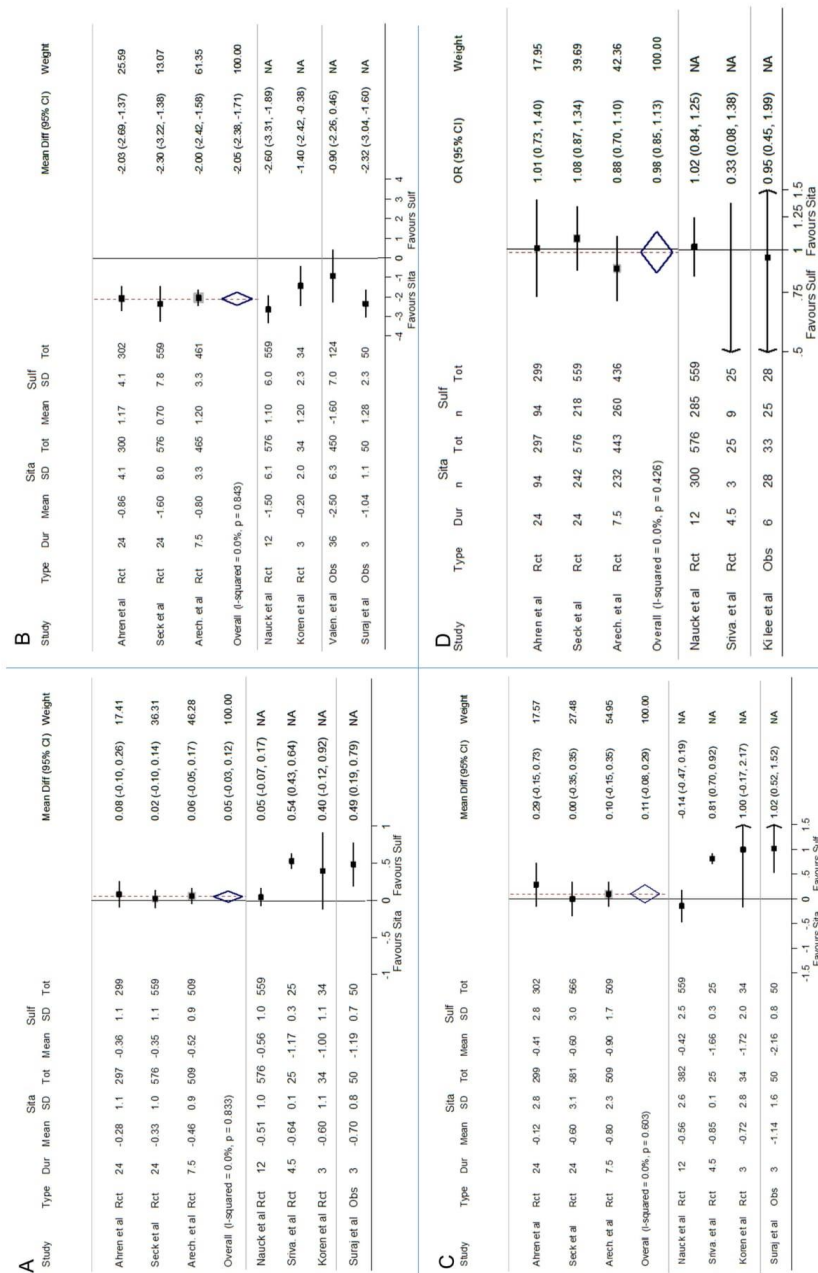 A
Sita Sulf
Study Type Dur Mean SD Tot Mean SD Tot Mean Diff (95% CI) Weight
Ahren et al Rct 24 -0.28 1.1 297 -0.36 1.1 299 0.08 (-0.10, 0.26) 17.41
Seck et al Rct 24 -0.33 1.0 576 -0.35 1.1 559 0.02 (-0.10, 0.14) 36.31
Arech. et al Rct 7.5 -0.46 0.9 509 -0.52 0.9 509 0.06 (-0.05, 0.17) 46.28
Overall (I-squared = 0.0%, p = 0.833) 0.05 (-0.03, 0.12) 100.00
Nauck et al Rct 12 -0.51 1.0 576 -0.56 1.0 559 0.05 (-0.07, 0.17) NA
Sriva. et al Rct 4.5 -0.64 0.1 25 -1.17 0.3 25 0.54 (0.43, 0.64) NA
Koren et al Rct 3 -0.60 1.1 34 -1.00 1.1 34 0.40 (-0.12, 0.92) NA
Suraj et al Obs 3 -0.70 0.8 50 -1.19 0.7 50 0.49 (0.19, 0.79) NA
-1 -.5 0 .5 1
Favours Sita Favours Sulf
B
Sita Sulf
Study Type Dur Mean SD Tot Mean SD Tot Mean Diff (95% CI) Weight
Ahren et al Rct 24 -0.86 4.1 300 1.17 4.1 302 -2.03 (-2.69, -1.37) 25.59
Seck et al Rct 24 -1.60 8.0 576 0.70 7.8 559 -2.30 (-3.22, -1.38) 13.07
Arech. et al Rct 7.5 -0.80 3.3 465 1.20 3.3 461 -2.00 (-2.42, -1.58) 61.35
Overall (I-squared = 0.0%, p = 0.843) -2.05 (-2.38, -1.71) 100.00
Nauck et al Rct 12 -1.50 6.1 576 1.10 6.0 559 -2.60 (-3.31, -1.89) NA
Koren et al Rct 3 -0.20 2.0 34 1.20 2.3 34 -1.40 (-2.42, -0.38) NA
Valen. et al Obs 36 -2.50 6.3 450 -1.60 7.0 124 -0.90 (-2.26, 0.46) NA
Suraj et al Obs 3 -1.04 1.1 50 1.28 2.3 50 -2.32 (-3.04, -1.60) NA
-4 -3 -2 -1 0 1 2 3 4
Favours Sita Favours Sulf
C
Sita Sulf
Study Type Dur Mean SD Tot Mean SD Tot Mean Diff (95% CI) Weight
Ahren et al Rct 24 -0.12 2.8 299 -0.41 2.8 302 0.29 (-0.15, 0.73) 17.57
Seck et al Rct 24 -0.60 3.1 581 -0.60 3.0 566 0.00 (-0.35, 0.35) 27.48
Arech. et al Rct 7.5 -0.80 2.3 509 -0.90 1.7 509 0.10 (-0.15, 0.35) 54.95
Overall (I-squared = 0.0%, p = 0.603) 0.11 (-0.08, 0.29) 100.00
Nauck et al Rct 12 -0.56 2.6 382 -0.42 2.5 559 -0.14 (-0.47, 0.19) NA
Sriva. et al Rct 4.5 -0.85 0.1 25 -1.66 0.3 25 0.81 (0.70, 0.92) NA
Koren et al Rct 3 -0.72 2.8 34 -1.72 2.0 34 1.00 (-0.17, 2.17) NA
Suraj et al Obs 3 -1.14 1.6 50 -2.16 0.8 50 1.02 (0.52, 1.52) NA
-1.5 -1 -.5 0 .5 1 1.5
Favours Sita Favours Sulf
D
Sita Sulf
Study Type Dur n Tot n Tot OR (95% CI) Weight
Ahren et al Rct 24 94 297 94 299 1.01 (0.73, 1.40) 17.95
Seck et al Rct 24 242 576 218 559 1.08 (0.87, 1.34) 39.69
Arech. et al Rct 7.5 232 443 260 436 0.88 (0.70, 1.10) 42.36
Overall (I-squared = 0.0%, p = 0.426) 0.98 (0.85, 1.13) 100.00
Nauck et al Rct 12 300 576 285 559 1.02 (0.84, 1.25) NA
Sriva. et al Rct 4.5 3 25 9 25 0.33 (0.08, 1.38) NA
Ki lee et al Obs 6 28 33 25 28 0.95 (0.45, 1.99) NA
.5 .75 1 1.25 1.5
Favours Sulf Favours Sita